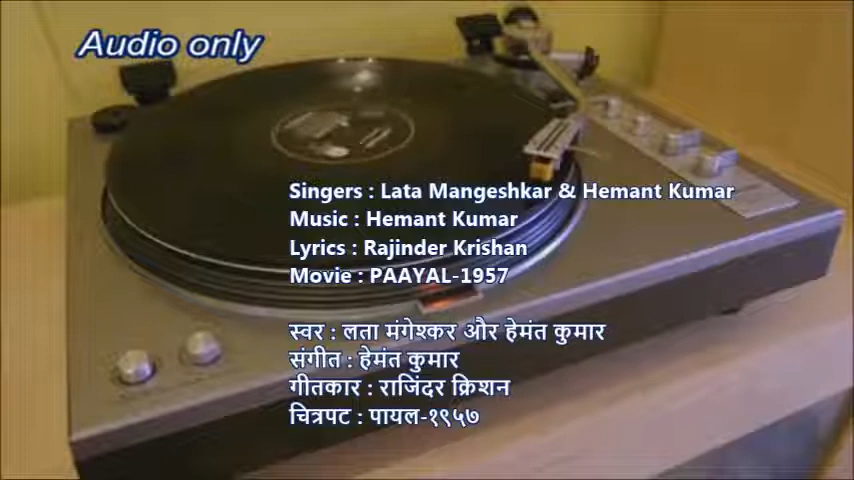 Audio only
Singers : Lata Mangeshkar & Hemant Kumar
Music : Hemant Kumar
Lyrics : Rajinder Krishan
Movie : PAAYAL-1957
स्वर : लता मंगेश्कर और हेमंत कुमार
संगीत : हेमंत कुमार
गीतकार : राजिंदर क्रिशन
चित्रपट : पायल-१९५७